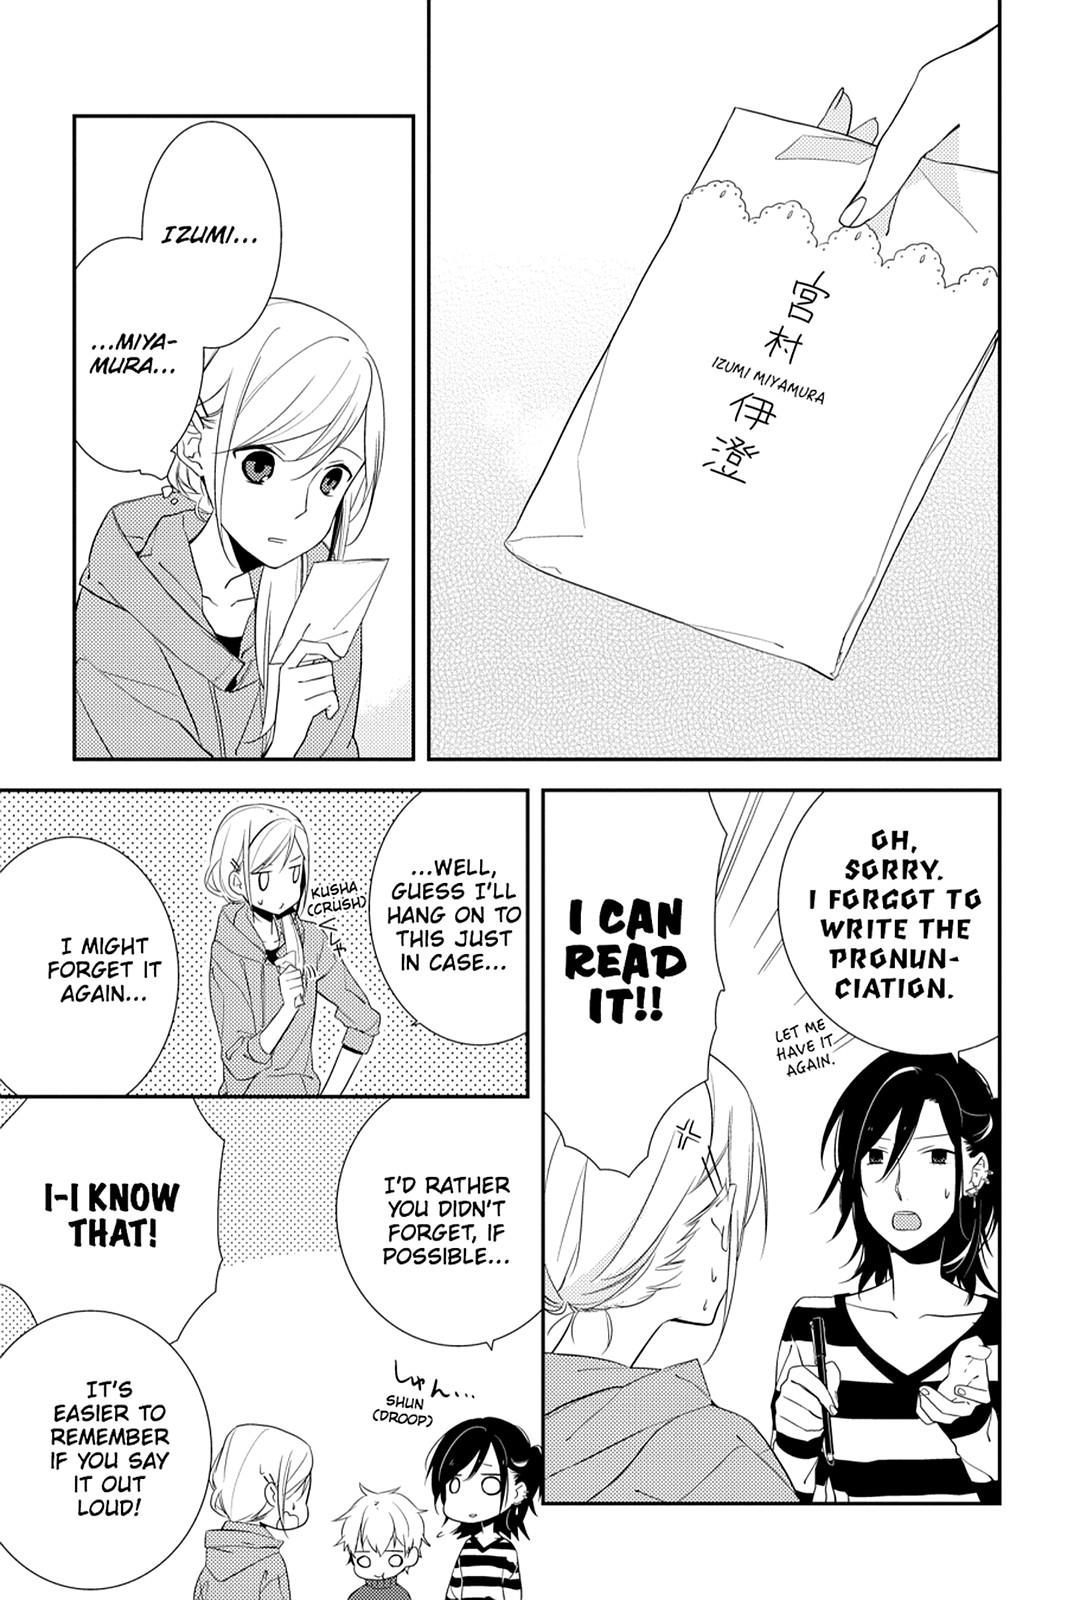 宮
村
IZUMI MIYAMURA
伊
澄
IZUMI...
...MIYA-
MURA...
OH,
SORRY.
I FORGOT TO
WRITE THE
PRONUN-
CIATION.
LET ME
HAVE IT
AGAIN.
I CAN
READ
IT!!
...WELL,
GUESS I'LL
HANG ON TO
THIS JUST
IN CASE...
KUSHA
(CRUSH)
くしゃ
I MIGHT
FORGET IT
AGAIN...
I'D RATHER
YOU DIDN'T
FORGET, IF
POSSIBLE...
I-I KNOW
THAT!
IT'S
EASIER TO
REMEMBER
IF YOU SAY
IT OUT
LOUD!
しゅん...
SHUN
(DROOP)